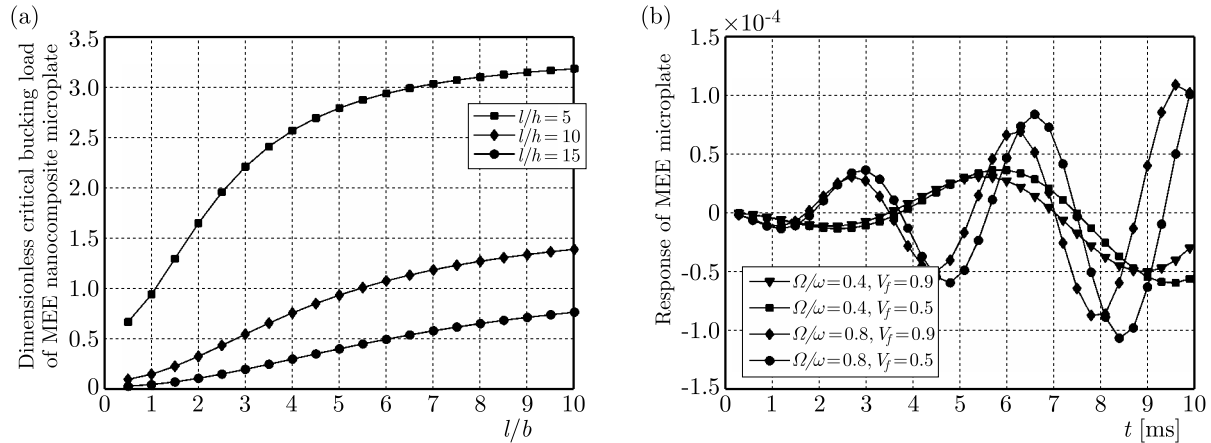 (a)
Dimensionless critical bucking load
of MEE nanocomposite microplate
3.5
3.0
2.5
2.0
1.5
1.0
0.5
0
0 1 2 3 4 5 6 7 8 9 10
l/b
l/h = 5
l/h = 10
l/h = 15
(b)
×10⁻⁴
Response of MEE microplate
1.5
1.0
0.5
0
-0.5
-1.0
-1.5
0 1 2 3 4 5 6 7 8 9 10
t [ms]
Ω/ω=0.4, V_f=0.9
Ω/ω=0.4, V_f=0.5
Ω/ω=0.8, V_f=0.9
Ω/ω=0.8, V_f=0.5